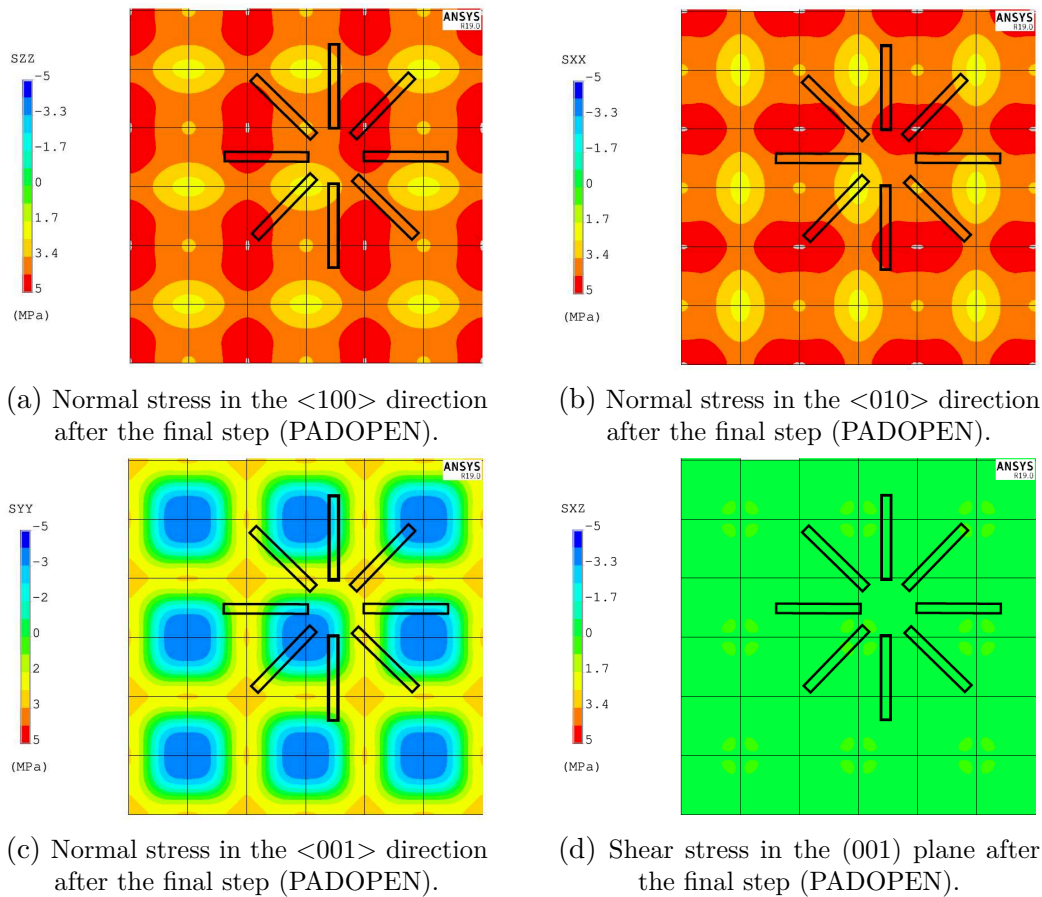 ANSYS
R19.0
SZZ
-5
-3.3
-1.7
0
1.7
3.4
5
(MPa)
(a) Normal stress in the <100> direction
after the final step (PADOPEN).
ANSYS
R19.0
SXX
-5
-3.3
-1.7
0
1.7
3.4
5
(MPa)
(b) Normal stress in the <010> direction
after the final step (PADOPEN).
ANSYS
R19.0
SYY
-5
-3.3
-2
0
2
3.4
5
(MPa)
(c) Normal stress in the <001> direction
after the final step (PADOPEN).
ANSYS
R19.0
SXZ
-5
-3.3
-1.7
0
1.7
3.4
5
(MPa)
(d) Shear stress in the (001) plane after
the final step (PADOPEN).